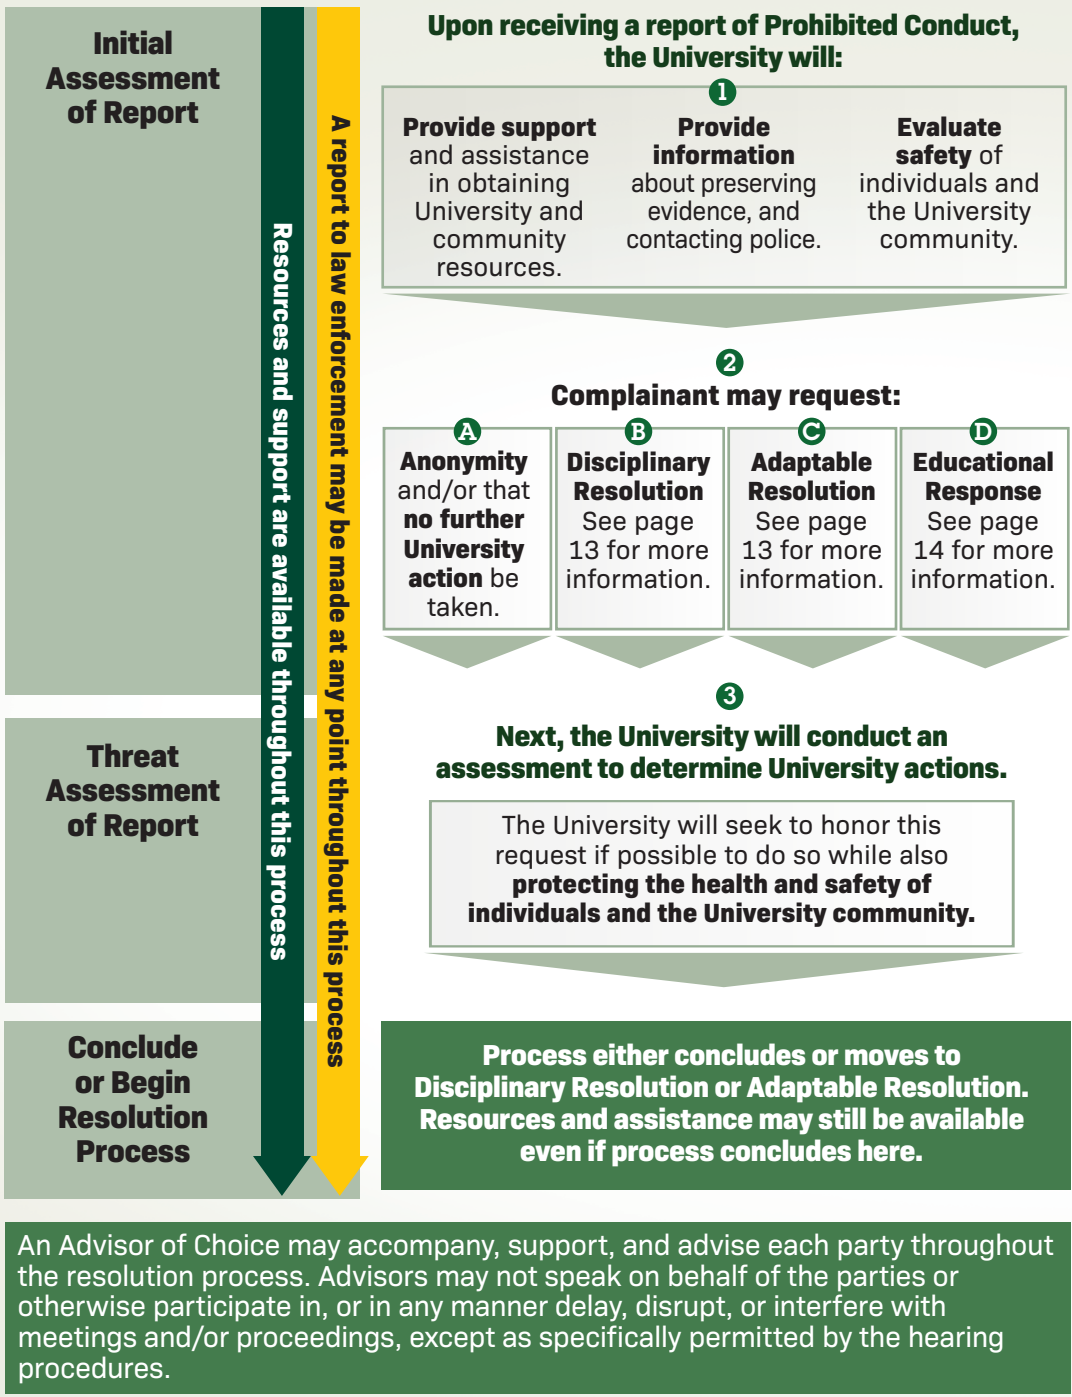 Initial
Assessment
of Report
Resources and support are available throughout this process
A report to law enforcement may be made at any point throughout this process
Upon receiving a report of Prohibited Conduct,
the University will:
1
Provide support
and assistance
in obtaining
University and
community
resources.
Provide
information
about preserving
evidence, and
contacting police.
Evaluate
safety of
individuals and
the University
community.
2
Complainant may request:
A
Anonymity
and/or that
no further
University
action be
taken.
B
Disciplinary
Resolution
See page
13 for more
information.
C
Adaptable
Resolution
See page
13 for more
information.
D
Educational
Response
See page
14 for more
information.
Threat
Assessment
of Report
3
Next, the University will conduct an
assessment to determine University actions.
The University will seek to honor this
request if possible to do so while also
protecting the health and safety of
individuals and the University community.
Conclude
or Begin
Resolution
Process
Process either concludes or moves to
Disciplinary Resolution or Adaptable Resolution.
Resources and assistance may still be available
even if process concludes here.
An Advisor of Choice may accompany, support, and advise each party throughout
the resolution process. Advisors may not speak on behalf of the parties or
otherwise participate in, or in any manner delay, disrupt, or interfere with
meetings and/or proceedings, except as specifically permitted by the hearing
procedures.